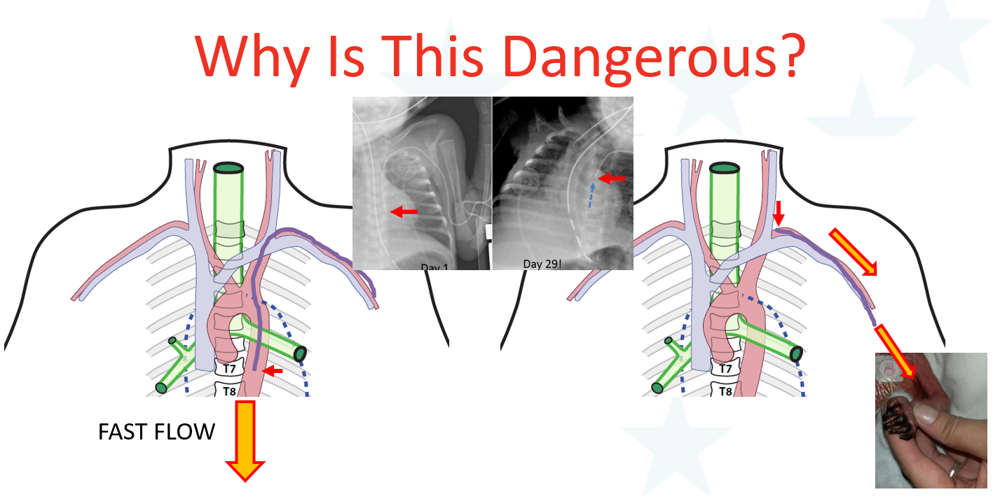 Why Is This Dangerous?
Day 1
Day 29!
T7
T8
T7
T8
FAST FLOW